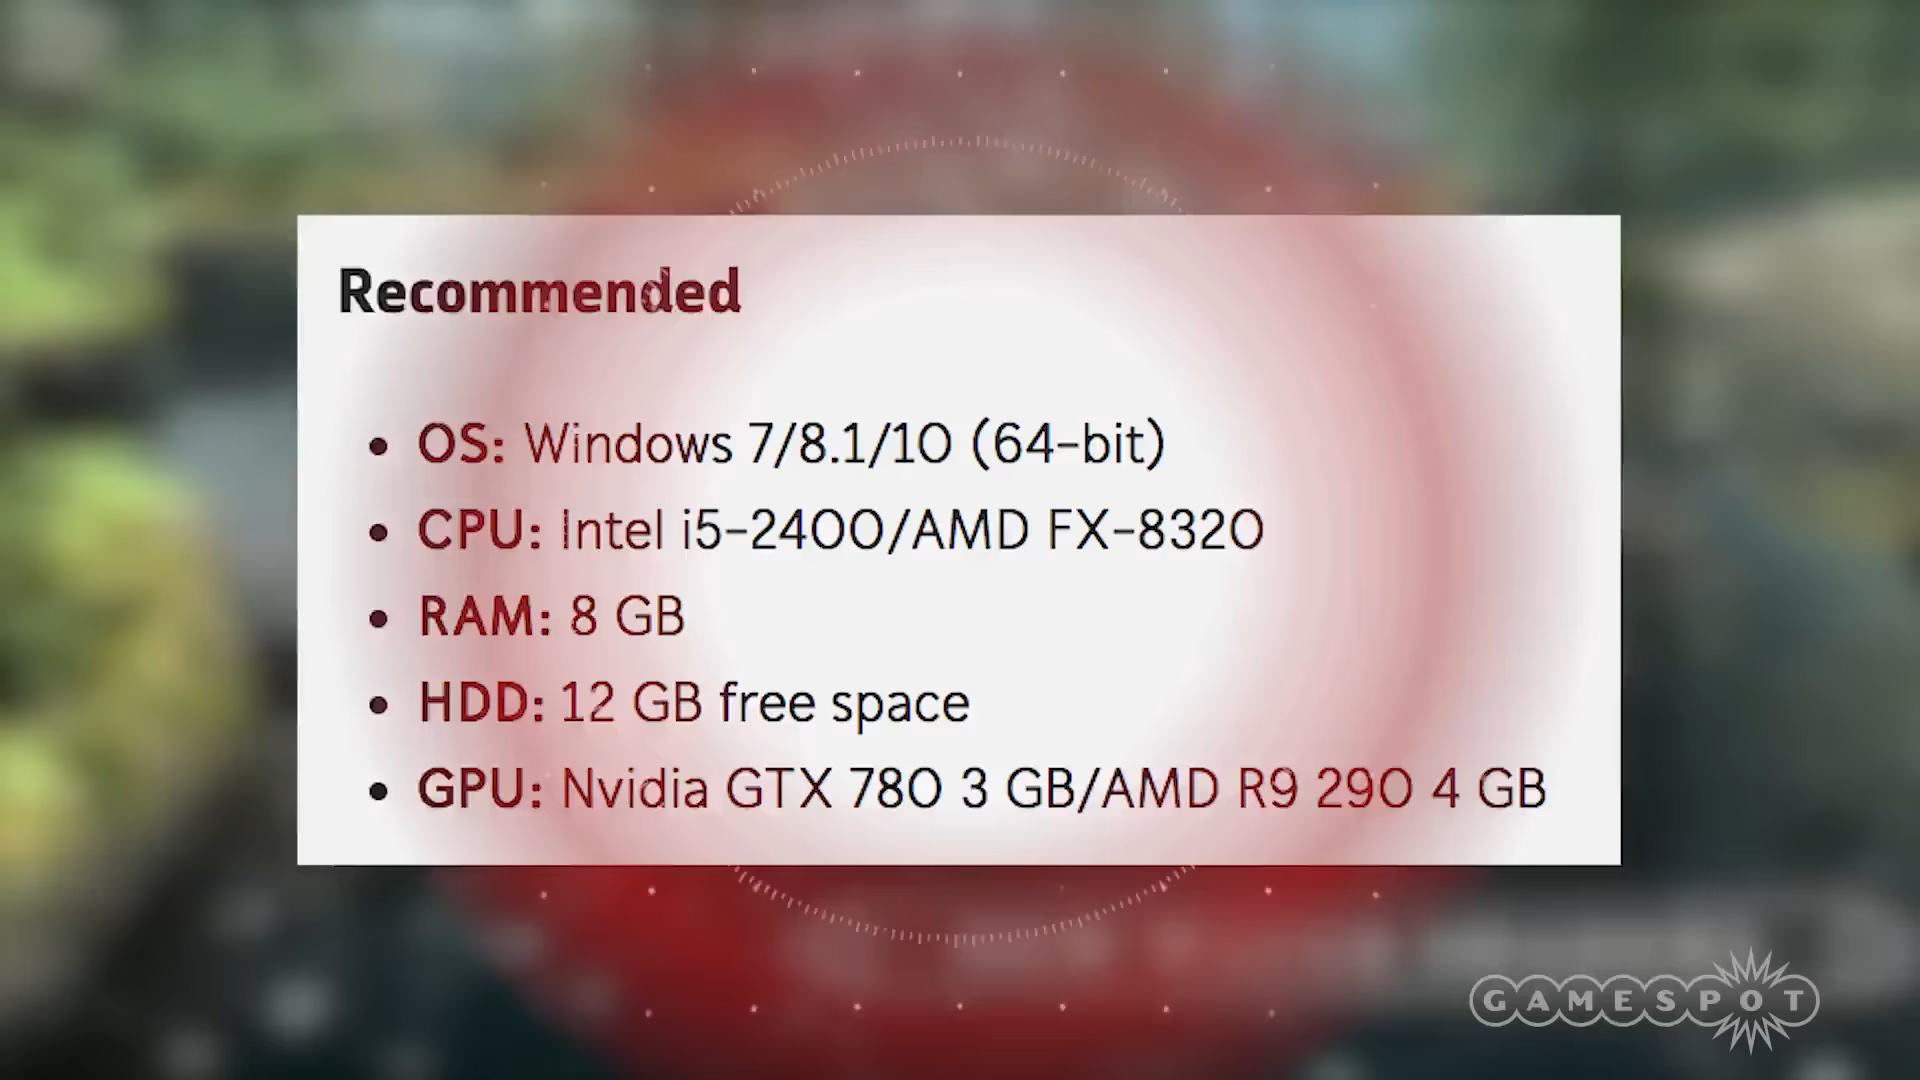 Recommended
• OS: Windows 7/8.1/10 (64-bit)
• CPU: Intel i5-2400/AMD FX-8320
• RAM: 8 GB
• HDD: 12 GB free space
• GPU: Nvidia GTX 780 3 GB/AMD R9 290 4 GB
GAMESPOT